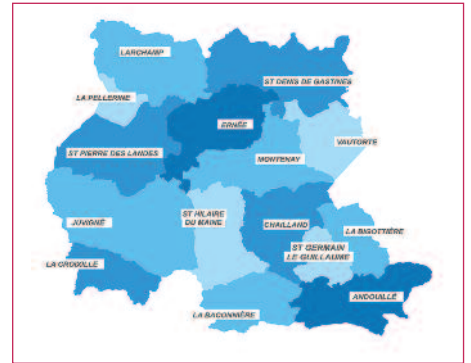 LARCHAMP
ST DENIS DE GASTINES
LA PELLERINE
ERNÉE
VAUTORTE
ST PIERRE DES LANDES
MONTENAY
JUVIGNÉ
ST HILAIRE
DU MAINE
CHAILLAND
LA BIGOTTIÈRE
ST GERMAIN
LE GUILLAUME
LA CROIXILLE
ANDOUILLÉ
LA BACONNIÈRE